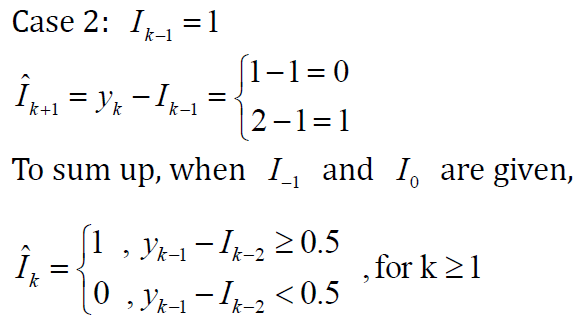 Case 2: I_{k-1} = 1
Î_{k+1} = y_k − I_{k-1} = { 1 − 1 = 0
2 − 1 = 1
To sum up, when I_{-1} and I_0 are given,
Î_k = { 1 , y_{k-1} − I_{k-2} ≥ 0.5
0 , y_{k-1} − I_{k-2} < 0.5 , for k ≥ 1